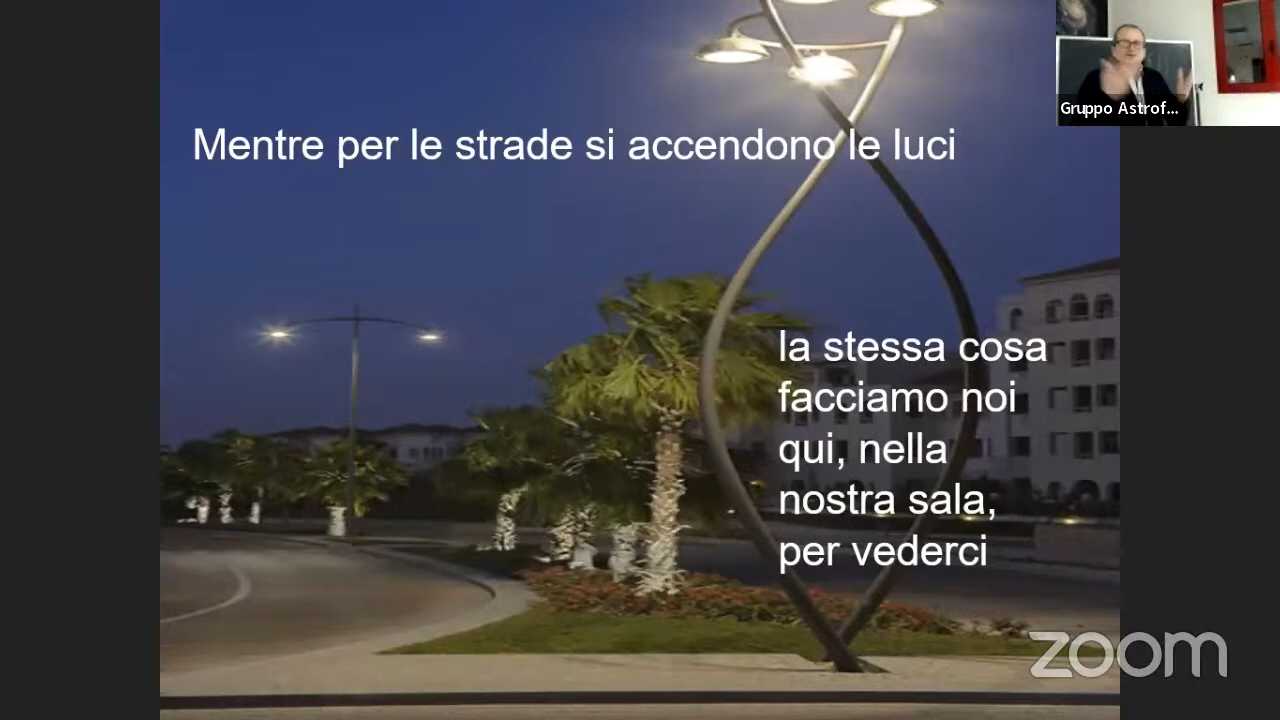 Gruppo Astrof...
Mentre per le strade si accendono le luci
la stessa cosa
facciamo noi
qui, nella
nostra sala,
per vederci
zoom